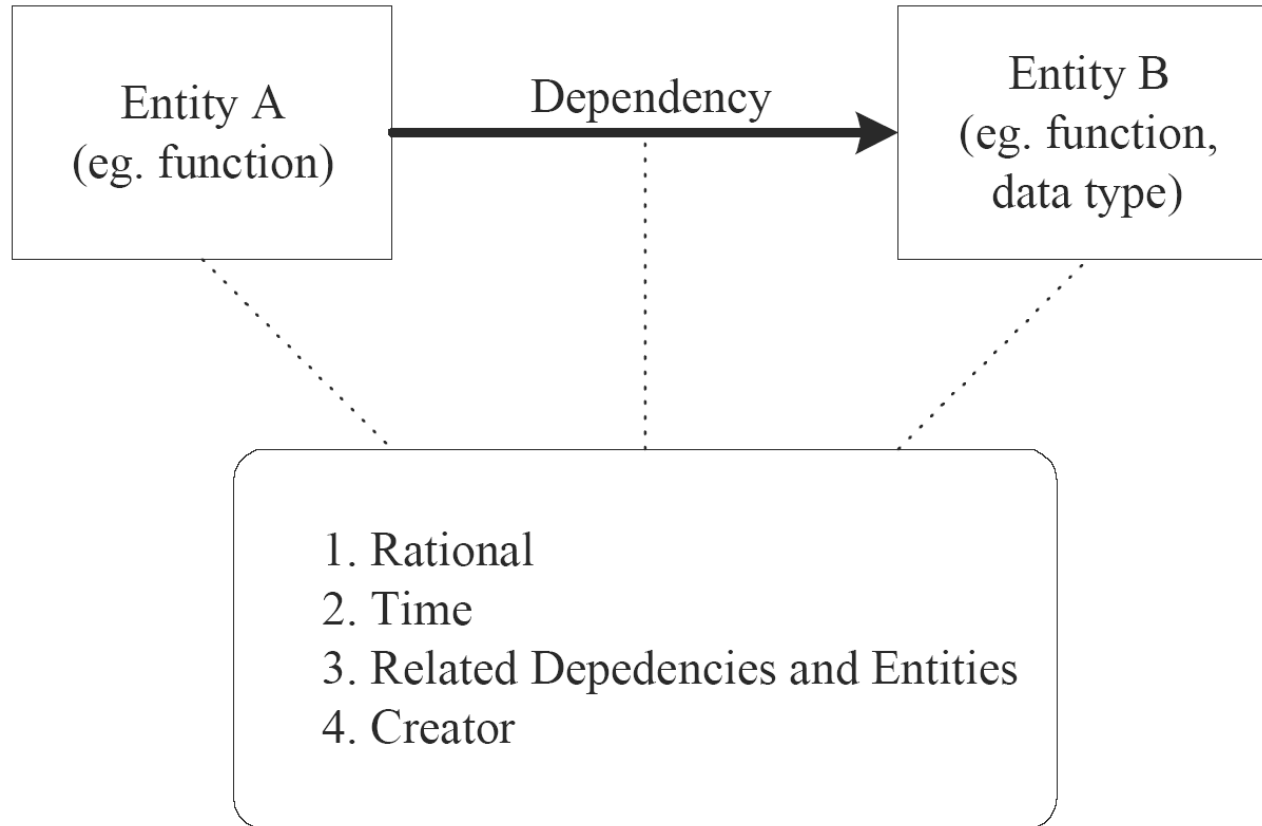 Entity A
(eg. function)
Dependency
Entity B
(eg. function,
data type)
1. Rational
2. Time
3. Related Depedencies and Entities
4. Creator